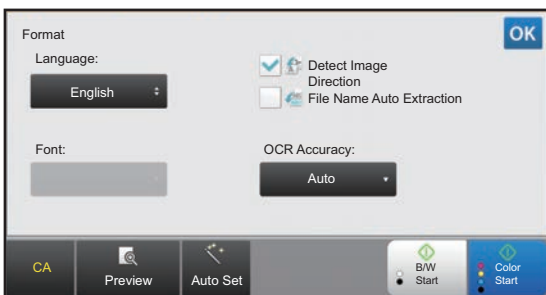 Format
OK
Language:
English
Detect Image
Direction
File Name Auto Extraction
Font:
OCR Accuracy:
Auto
CA
Preview
Auto Set
B/W
Start
Color
Start